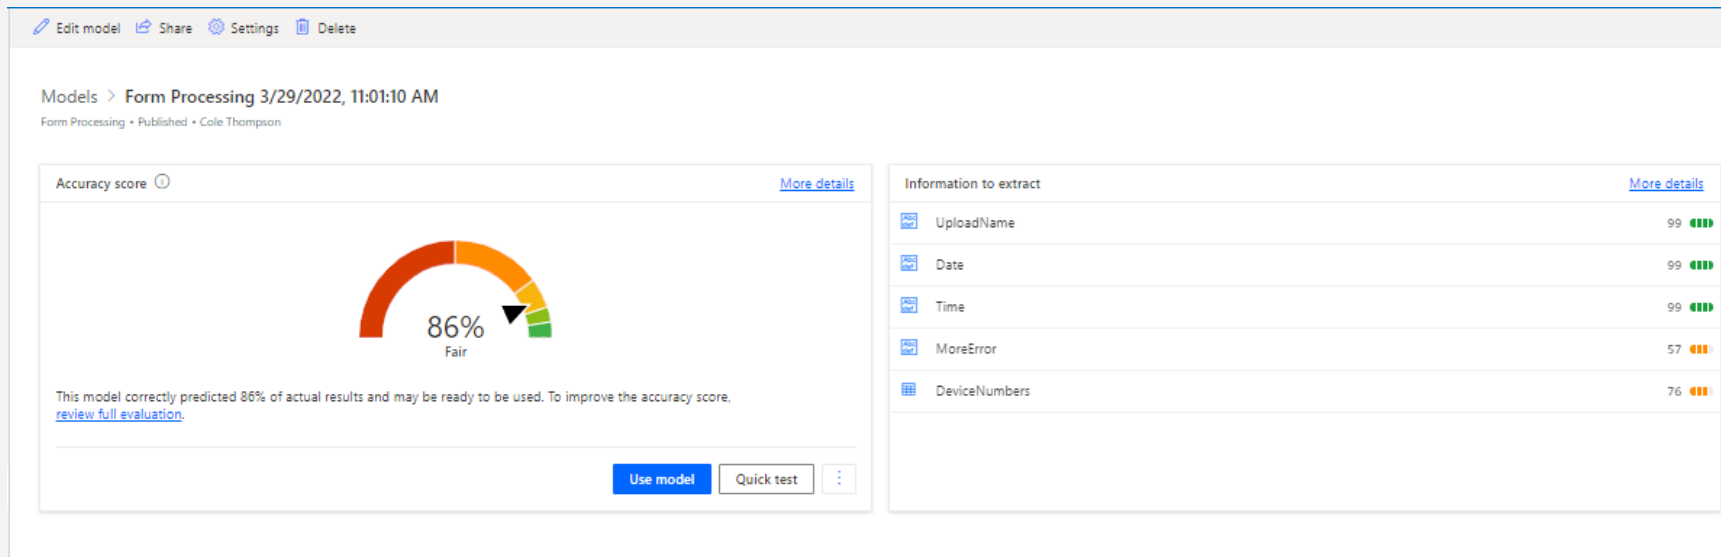 Edit model Share Settings Delete
Models > Form Processing 3/29/2022, 11:01:10 AM
Form Processing • Published • Cole Thompson
Accuracy score More details
86%
Fair
This model correctly predicted 86% of actual results and may be ready to be used. To improve the accuracy score,
review full evaluation.
Use model Quick test
Information to extract More details
UploadName 99
Date 99
Time 99
MoreError 57
DeviceNumbers 76